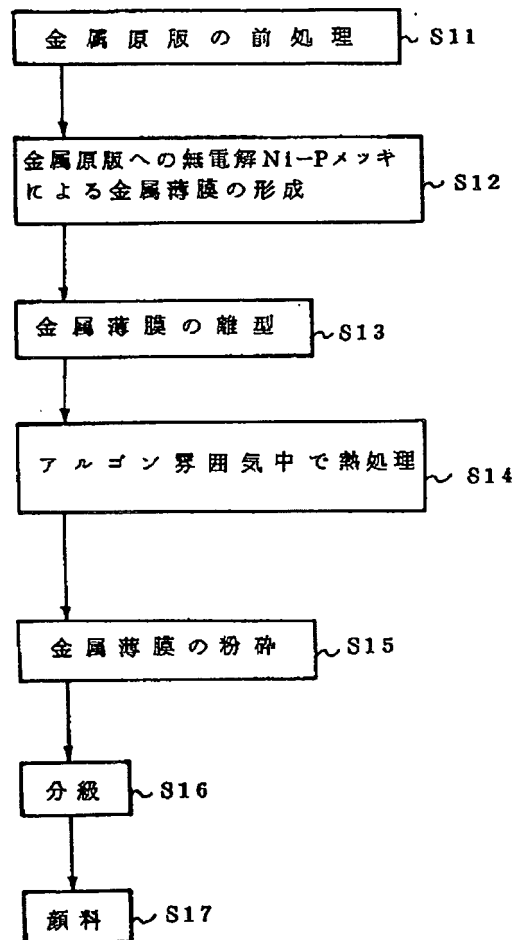 金属原版の前処理 ~S11
金属原版への無電解Ni-Pメッキ
による金属薄膜の形成 ~S12
金属薄膜の離型 ~S13
アルゴン雰囲気中で熱処理 ~S14
金属薄膜の粉砕 ~S15
分級 ~S16
顔料 ~S17